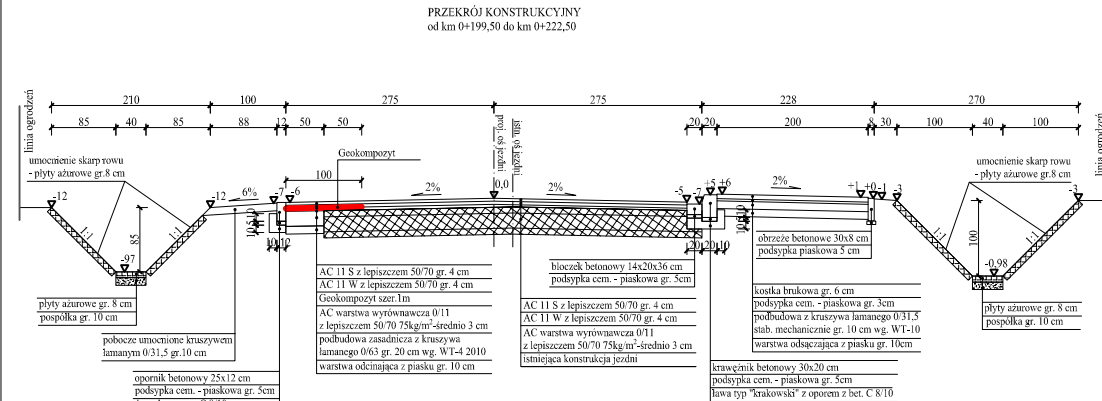 PRZEKRÓJ KONSTRUKCYJNY
od km 0+199,50 do km 0+222,50
linia ogrodzeń
210
100
275
275
228
270
linia ogrodzeń
85
40
85
88
12
50
50
proj. oś jezdni
istn. oś jezdni
20
20
200
8
30
100
40
100
umocnienie skarp rowu
- płyty ażurowe gr.8 cm
Geokompozyt
umocnienie skarp rowu
- płyty ażurowe gr.8 cm
100
-12
1:1
1:1
-12
6%
-7
-6
2%
0,0
2%
-5
-7
+5
+6
2%
+1
+0
-1
-3
1:1
1:1
-3
85
-97
10
12
20
20
10
100
-0.98
płyty ażurowe gr. 8 cm
pospółka gr. 10 cm
pobocze umocnione kruszywem
łamanym 0/31,5 gr.10 cm
opornik betonowy 25x12 cm
podsypka cem. - piaskowa gr. 5cm
AC 11 S z lepiszczem 50/70 gr. 4 cm
AC 11 W z lepiszczem 50/70 gr. 4 cm
Geokompozyt szer.1m
AC warstwa wyrównawcza 0/11
z lepiszczem 50/70 75kg/m²-średnio 3 cm
podbudowa zasadnicza z kruszywa
łamanego 0/63 gr. 20 cm wg. WT-4 2010
warstwa odcinająca z piasku gr. 10 cm
bloczek betonowy 14x20x36 cm
podsypka cem. - piaskowa gr. 5cm
AC 11 S z lepiszczem 50/70 gr. 4 cm
AC 11 W z lepiszczem 50/70 gr. 4 cm
AC warstwa wyrównawcza 0/11
z lepiszczem 50/70 75kg/m²-średnio 3 cm
istniejąca konstrukcja jezdni
obrzeże betonowe 30x8 cm
podsypka piaskowa 5 cm
kostka brukowa gr. 6 cm
podsypka cem. - piaskowa gr. 3cm
podbudowa z kruszywa łamanego 0/31,5
stab. mechanicznie gr. 10 cm wg. WT-10
warstwa odsączająca z piasku gr. 10cm
krawężnik betonowy 30x20 cm
podsypka cem. - piaskowa gr. 5cm
ława typ "krakowski" z oporem z bet. C 8/10
płyty ażurowe gr. 8 cm
pospółka gr. 10 cm